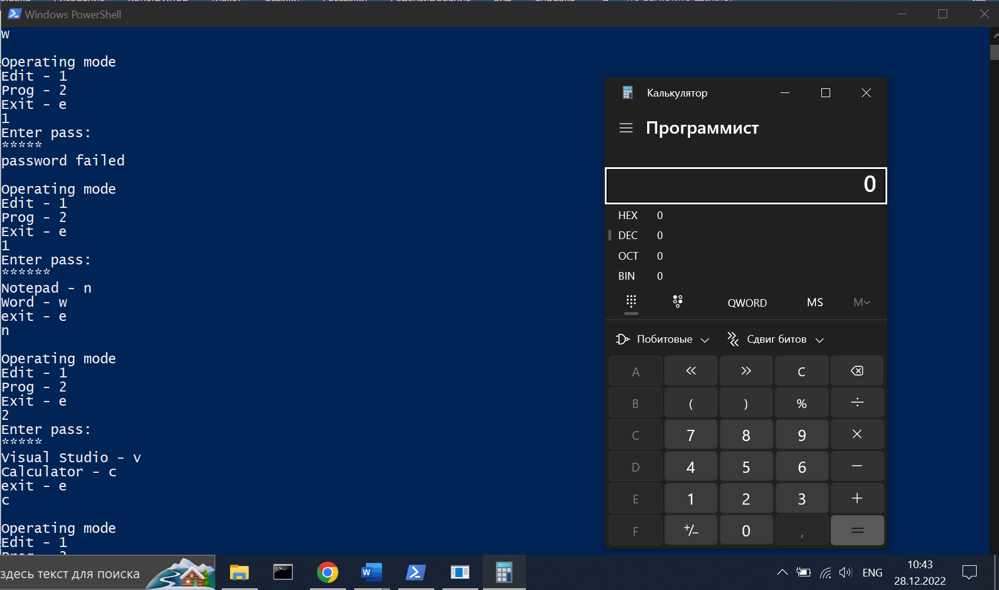 Windows PowerShell
w
Operating mode
Edit - 1
Prog - 2
Exit - e
1
Enter pass:
*****
password failed
Operating mode
Edit - 1
Prog - 2
Exit - e
1
Enter pass:
******
Notepad - n
Word - w
exit - e
n
Operating mode
Edit - 1
Prog - 2
Exit - e
2
Enter pass:
*****
Visual Studio - v
Calculator - c
exit - e
c
Operating mode
Edit - 1
Калькулятор
Программист
0
HEX 0
DEC 0
OCT 0
BIN 0
QWORD MS M
Побитовые Сдвиг битов
A « » C
B ( ) % ÷
C 7 8 9 ×
D 4 5 6 −
E 1 2 3 +
F +/− 0 , =
здесь текст для поиска
ENG
10:43
28.12.2022